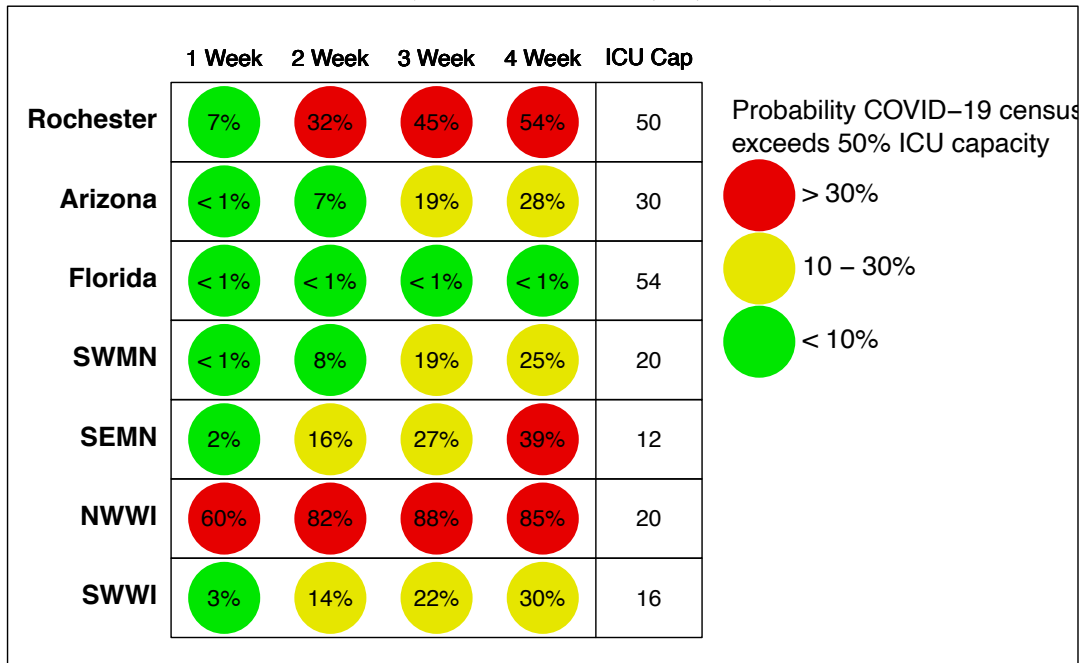 1 Week 2 Week 3 Week 4 Week ICU Cap
Rochester 7% 32% 45% 54% 50
Arizona < 1% 7% 19% 28% 30
Florida < 1% < 1% < 1% < 1% 54
SWMN < 1% 8% 19% 25% 20
SEMN 2% 16% 27% 39% 12
NWWI 60% 82% 88% 85% 20
SWWI 3% 14% 22% 30% 16
Probability COVID−19 census
exceeds 50% ICU capacity
> 30%
10 − 30%
< 10%